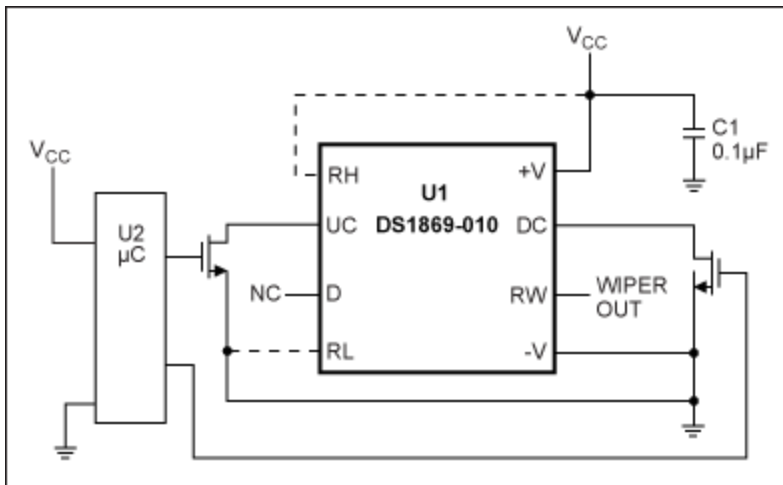 VCC
C1
0.1µF
VCC
U2
µC
RH
U1
+V
UC
DS1869-010
DC
NC
D
RW
WIPER
OUT
RL
-V